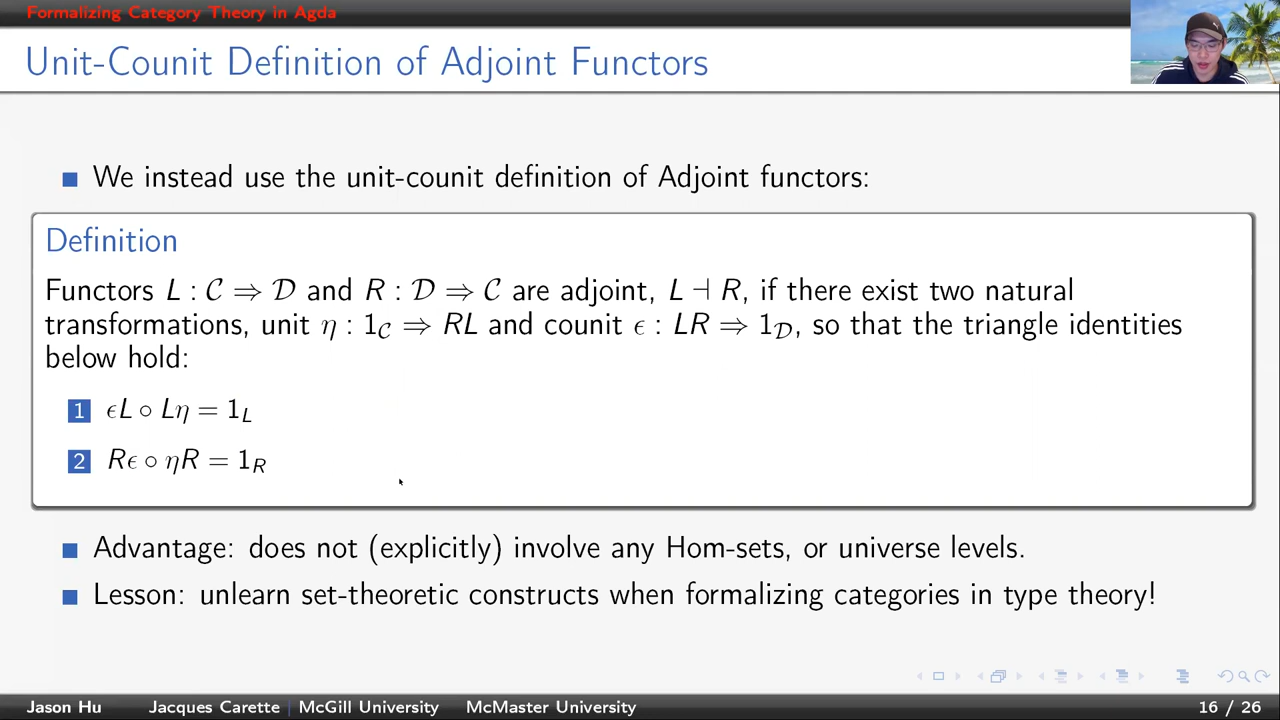 Formalizing Category Theory in Agda
Unit-Counit Definition of Adjoint Functors
■ We instead use the unit-counit definition of Adjoint functors:
Definition
Functors L : 𝒞 ⇒ 𝒟 and R : 𝒟 ⇒ 𝒞 are adjoint, L ⊣ R, if there exist two natural
transformations, unit η : 1_𝒞 ⇒ RL and counit ϵ : LR ⇒ 1_𝒟, so that the triangle identities
below hold:
1 ϵL ∘ Lη = 1_L
2 Rϵ ∘ ηR = 1_R
■ Advantage: does not (explicitly) involve any Hom-sets, or universe levels.
■ Lesson: unlearn set-theoretic constructs when formalizing categories in type theory!
Jason Hu Jacques Carette | McGill University McMaster University 16 / 26